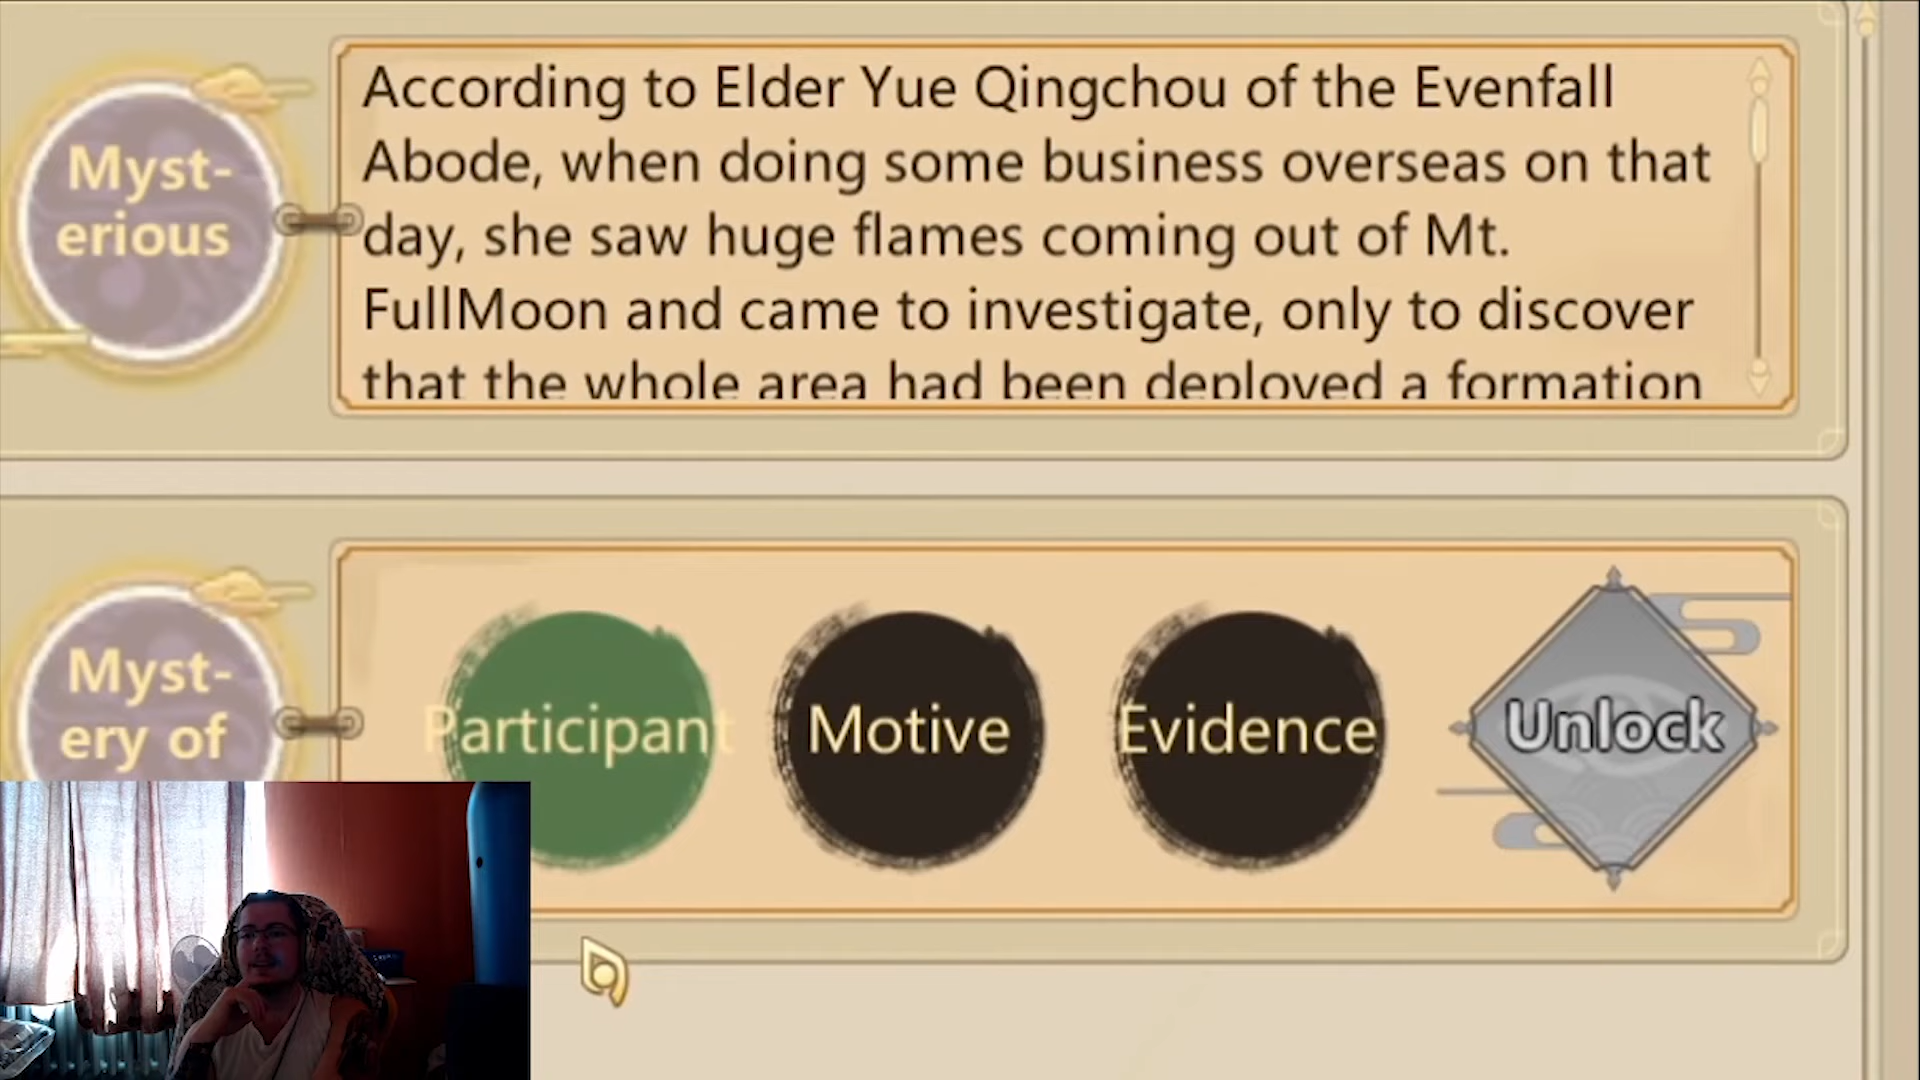 Myst-
erious
According to Elder Yue Qingchou of the Evenfall
Abode, when doing some business overseas on that
day, she saw huge flames coming out of Mt.
FullMoon and came to investigate, only to discover
that the whole area had been deployed a formation
Myst-
ery of
Participant
Motive
Evidence
Unlock